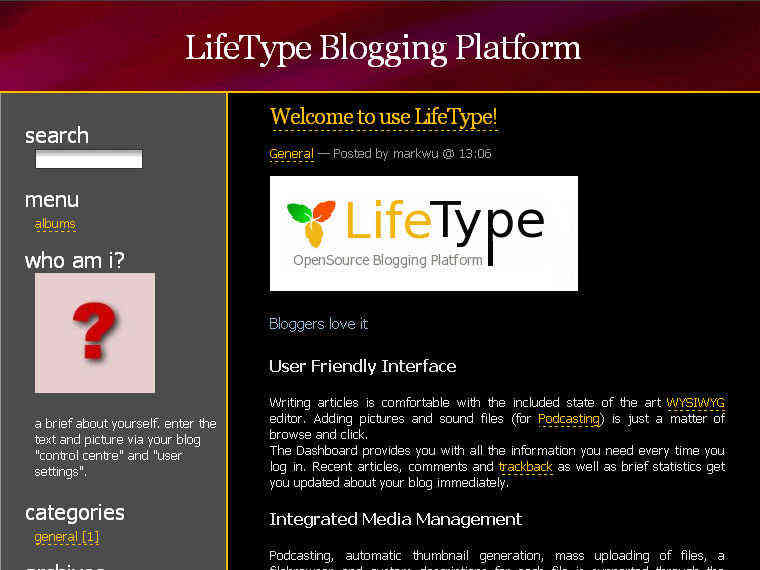 LifeType Blogging Platform
search
menu
albums
who am i?
?
a brief about yourself. enter the
text and picture via your blog
"control centre" and "user
settings".
categories
general [1]
archives
Welcome to use LifeType!
General — Posted by markwu @ 13:06
LifeType
OpenSource Blogging Platform
Bloggers love it
User Friendly Interface
Writing articles is comfortable with the included state of the art WYSIWYG
editor. Adding pictures and sound files (for Podcasting) is just a matter of
browse and click.
The Dashboard provides you with all the information you need every time you
log in. Recent articles, comments and trackback as well as brief statistics get
you updated about your blog immediately.
Integrated Media Management
Podcasting, automatic thumbnail generation, mass uploading of files, a